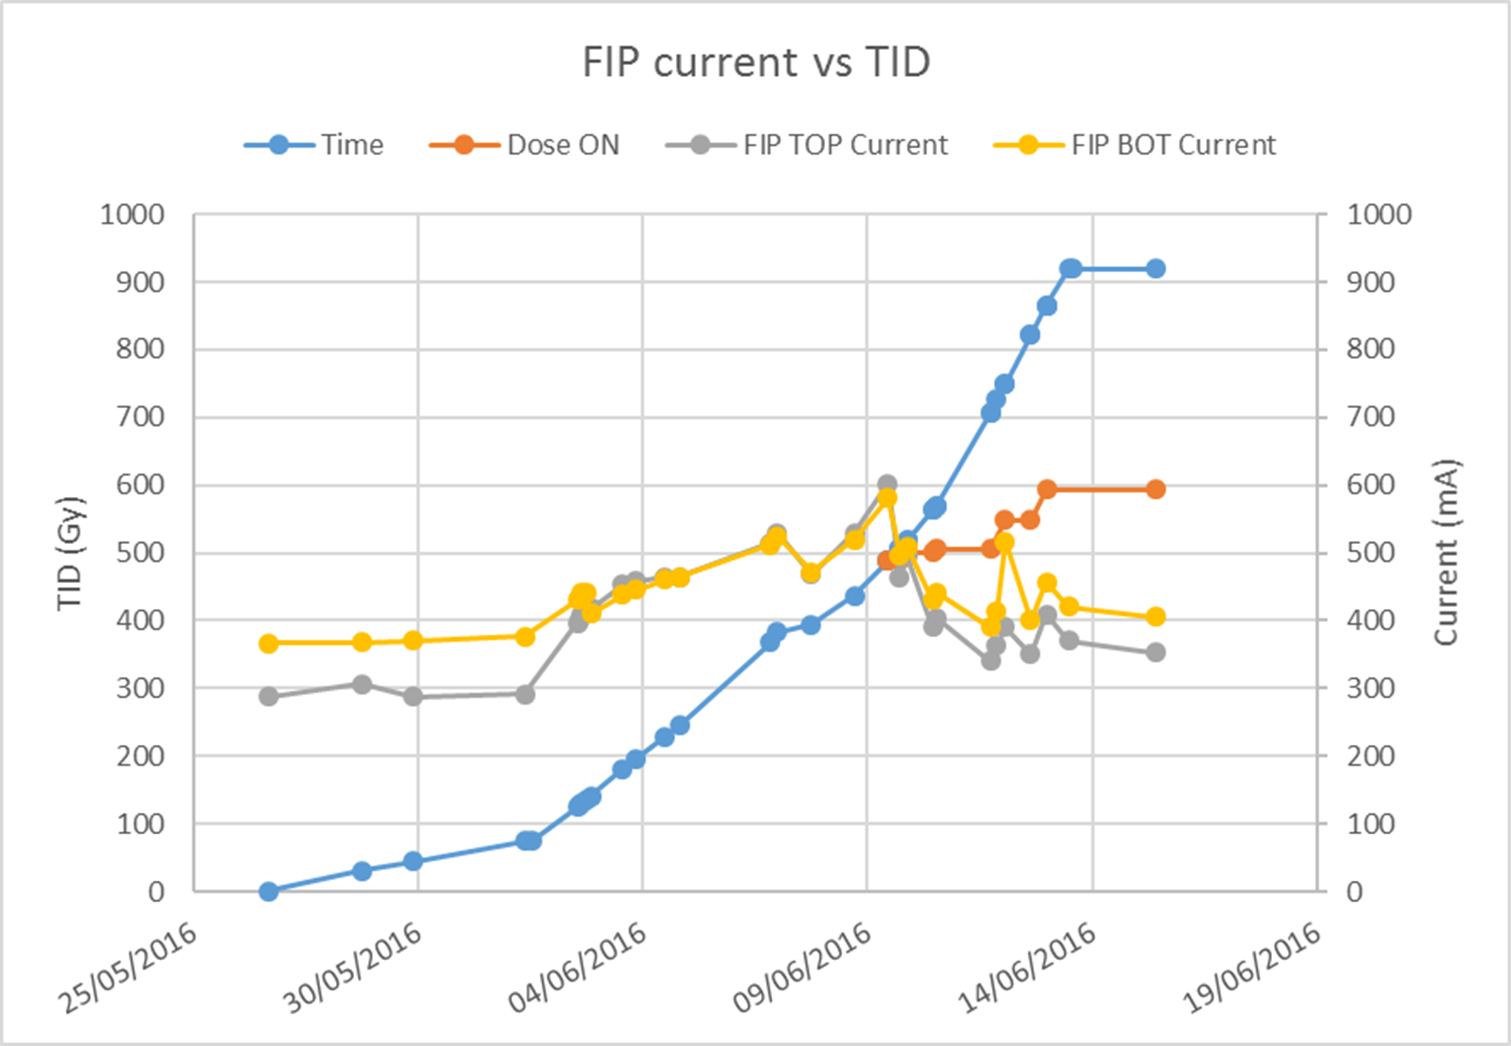 FIP current vs TID
Time Dose ON FIP TOP Current FIP BOT Current
1000 1000
900 900
800 800
700 700
600 600
500 500
400 400
300 300
200 200
100 100
0 0
TID (Gy)
Current (mA)
25/05/2016 30/05/2016 04/06/2016 09/06/2016 14/06/2016 19/06/2016